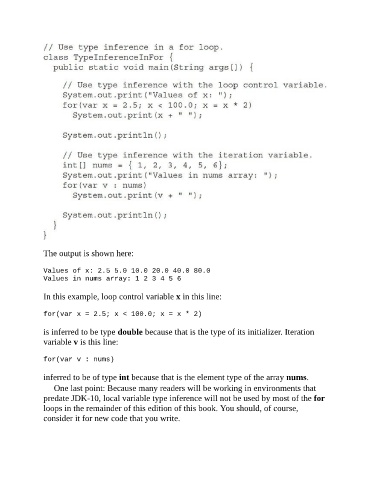 // Use type inference in a for loop.
class TypeInferenceInFor {
  public static void main(String args[]) {

    // Use type inference with the loop control variable.
    System.out.print("Values of x: ");
    for(var x = 2.5; x < 100.0; x = x * 2)
      System.out.print(x + " ");

    System.out.println();

    // Use type inference with the iteration variable.
    int[] nums = { 1, 2, 3, 4, 5, 6};
    System.out.print("Values in nums array: ");
    for(var v : nums)
      System.out.print(v + " ");

    System.out.println();
  }
}
The output is shown here:
Values of x: 2.5 5.0 10.0 20.0 40.0 80.0
Values in nums array: 1 2 3 4 5 6
In this example, loop control variable x in this line:
for(var x = 2.5; x < 100.0; x = x * 2)
is inferred to be type double because that is the type of its initializer. Iteration
variable v is this line:
for(var v : nums)
inferred to be of type int because that is the element type of the array nums.
One last point: Because many readers will be working in environments that
predate JDK-10, local variable type inference will not be used by most of the for
loops in the remainder of this edition of this book. You should, of course,
consider it for new code that you write.